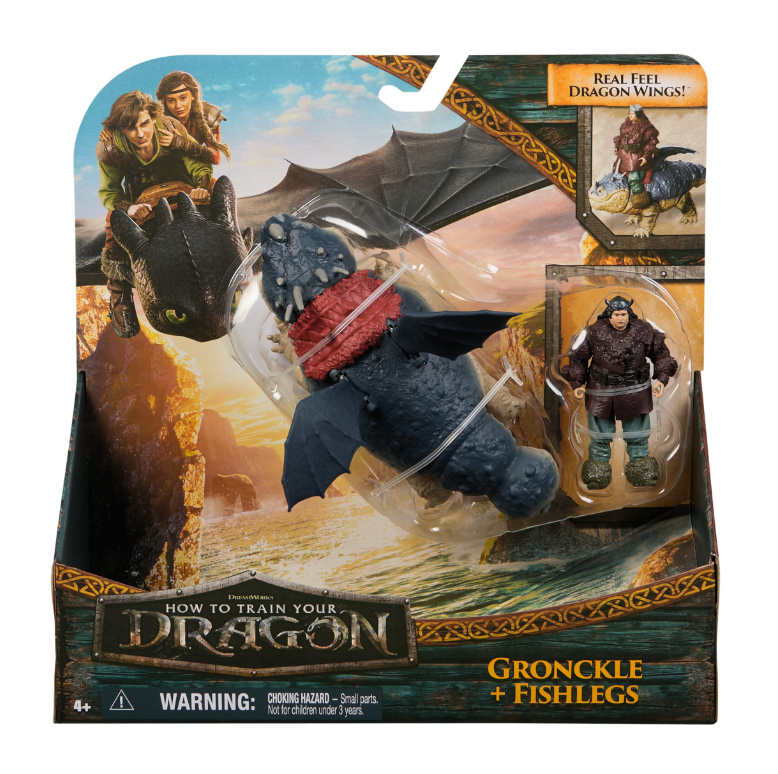 REAL FEEL
DRAGON WINGS!™
DREAMWORKS
HOW TO TRAIN YOUR
DRAGON
GRONCKLE
+ FISHLEGS
4+
WARNING:
CHOKING HAZARD – Small parts.
Not for children under 3 years.